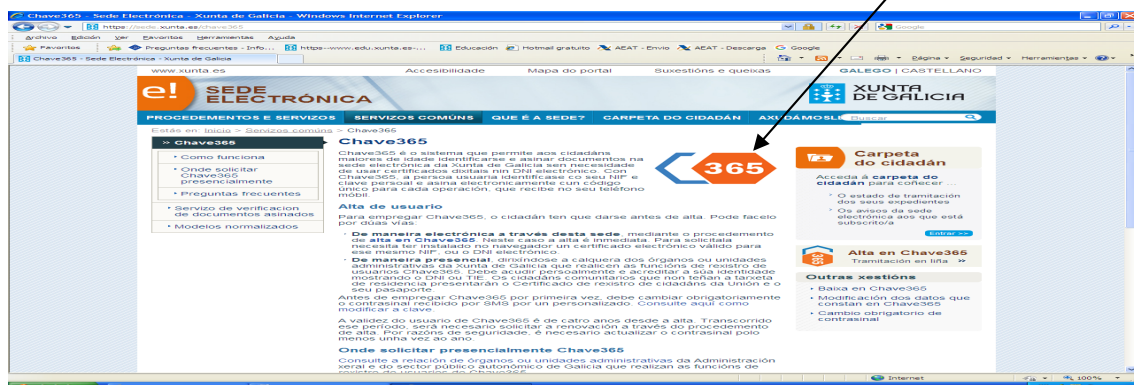 Chave365 - Sede Electrónica - Xunta de Galicia - Windows Internet Explorer
https://sede.xunta.es/chave365
Google
Archivo Edición Ver Favoritos Herramientas Ayuda
Favoritos Preguntas frecuentes - Info... https--www.edu.xunta.es-... Educación Hotmail gratuito AEAT - Envio AEAT - Descarga Google
Chave365 - Sede Electrónica - Xunta de Galicia
Página Seguridad Herramientas
www.xunta.es Accesibilidade Mapa do portal Suxestións e queixas GALEGO | CASTELLANO
e! SEDE ELECTRÓNICA
XUNTA DE GALICIA
PROCEDEMENTOS E SERVIZOS SERVIZOS COMÚNS QUE É A SEDE? CARPETA DO CIDADÁN AXUDÁMOSLE Buscar
Estás en: Inicio > Servizos comúns > Chave365
» Chave365
Como funciona
Onde solicitar
Chave365
presencialmente
Preguntas frecuentes
Servizo de verificacion
de documentos asinados
Modelos normalizados
Chave365
Chave365 é o sistema que permite aos cidadáns
maiores de idade identificarse e asinar documentos na
sede electrónica da Xunta de Galicia sen necesidade
de usar certificados dixitais nin DNI electrónico. Con
Chave365, a persoa usuaria identifícase co seu NIF e
clave persoal e asina electronicamente cun código
único para cada operación, que recibe no seu teléfono
móbil.
365
Alta de usuario
Para empregar Chave365, o cidadán ten que darse antes de alta. Pode facelo
por dúas vías:
De maneira electrónica a través desta sede, mediante o procedemento
de alta en Chave365. Neste caso a alta é inmediata. Para solicitala
necesita ter instalado no navegador un certificado electrónico válido para
ese mesmo NIF, ou o DNI electrónico.
De maneira presencial, dirixíndose a calquera dos órganos ou unidades
administrativas da Xunta de Galicia que realicen as funcións de rexistro de
usuarios Chave365. Debe acudir persoalmente e acreditar a súa identidade
mostrando o DNI ou TIE. Os cidadáns comunitarios que non teñan a tarxeta
de residencia presentarán o Certificado de rexistro de cidadáns da Unión e o
seu pasaporte.
Antes de empregar Chave365 por primeira vez, debe cambiar obrigatoriamente
o contrasinal recibido por SMS por un personalizado. Consulte aquí como
modificar a clave.
A validez do usuario de Chave365 é de catro anos desde a alta. Transcorrido
ese período, será necesario solicitar a renovación a través do procedemento
de alta. Por razóns de seguridade, é necesario actualizar o contrasinal polo
menos unha vez ao ano.
Onde solicitar presencialmente Chave365
Consulte a relación de órganos ou unidades administrativas da Administración
xeral e do sector público autonómico de Galicia que realizan as funcións de
rexistro de usuarios de Chave365
Carpeta
do cidadán
Acceda á carpeta do
cidadán para coñecer ...
O estado de tramitación
dos seus expedientes
Os avisos da sede
electrónica aos que está
subscrito/a
Entrar >>
365
Alta en Chave365
Tramitación en liña »
Outras xestións
Baixa en Chave365
Modificación dos datos que
constan en Chave365
Cambio obrigatorio de
contrasinal
Internet 100%